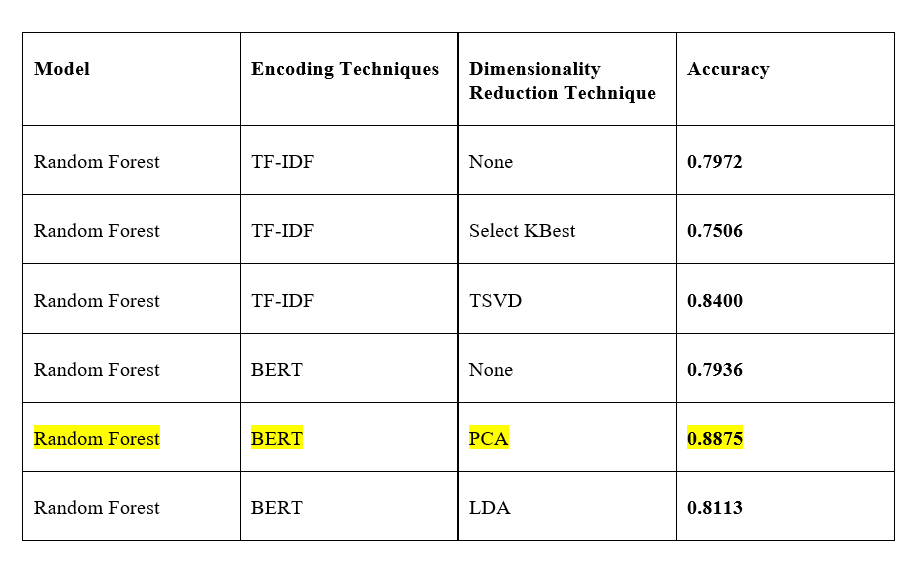 Model Encoding Techniques Dimensionality Reduction Technique Accuracy
Random Forest TF-IDF None 0.7972
Random Forest TF-IDF Select KBest 0.7506
Random Forest TF-IDF TSVD 0.8400
Random Forest BERT None 0.7936
Random Forest BERT PCA 0.8875
Random Forest BERT LDA 0.8113